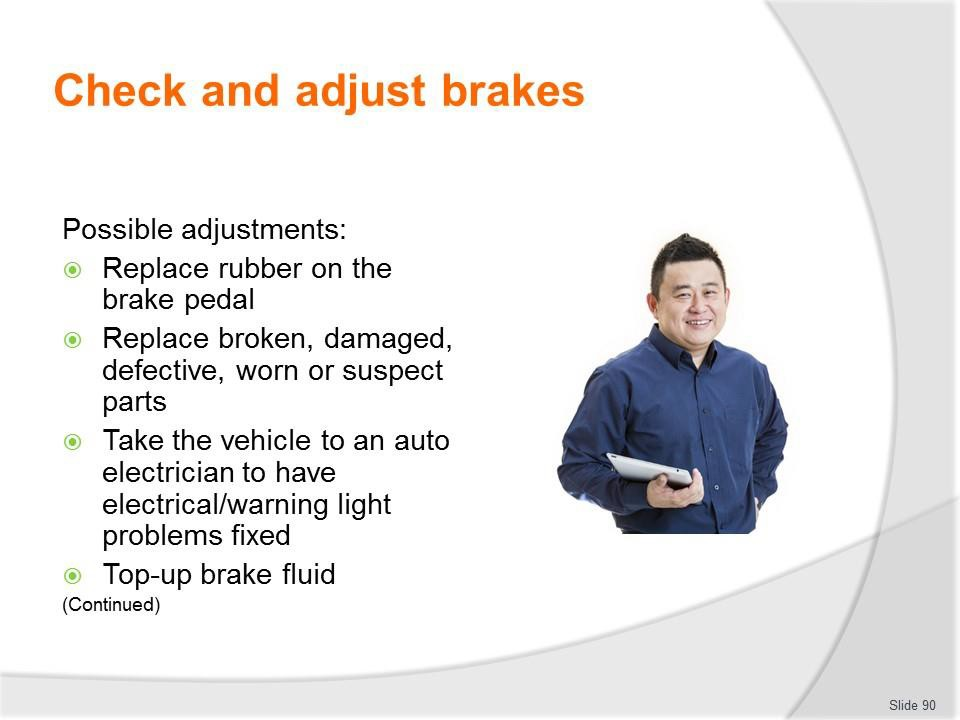 Check and adjust brakes
Possible adjustments:
Replace rubber on the
brake pedal
Replace broken, damaged,
defective, worn or suspect
parts
Take the vehicle to an auto
electrician to have
electrical/warning light
problems fixed
Top-up brake fluid
(Continued)
Slide 90